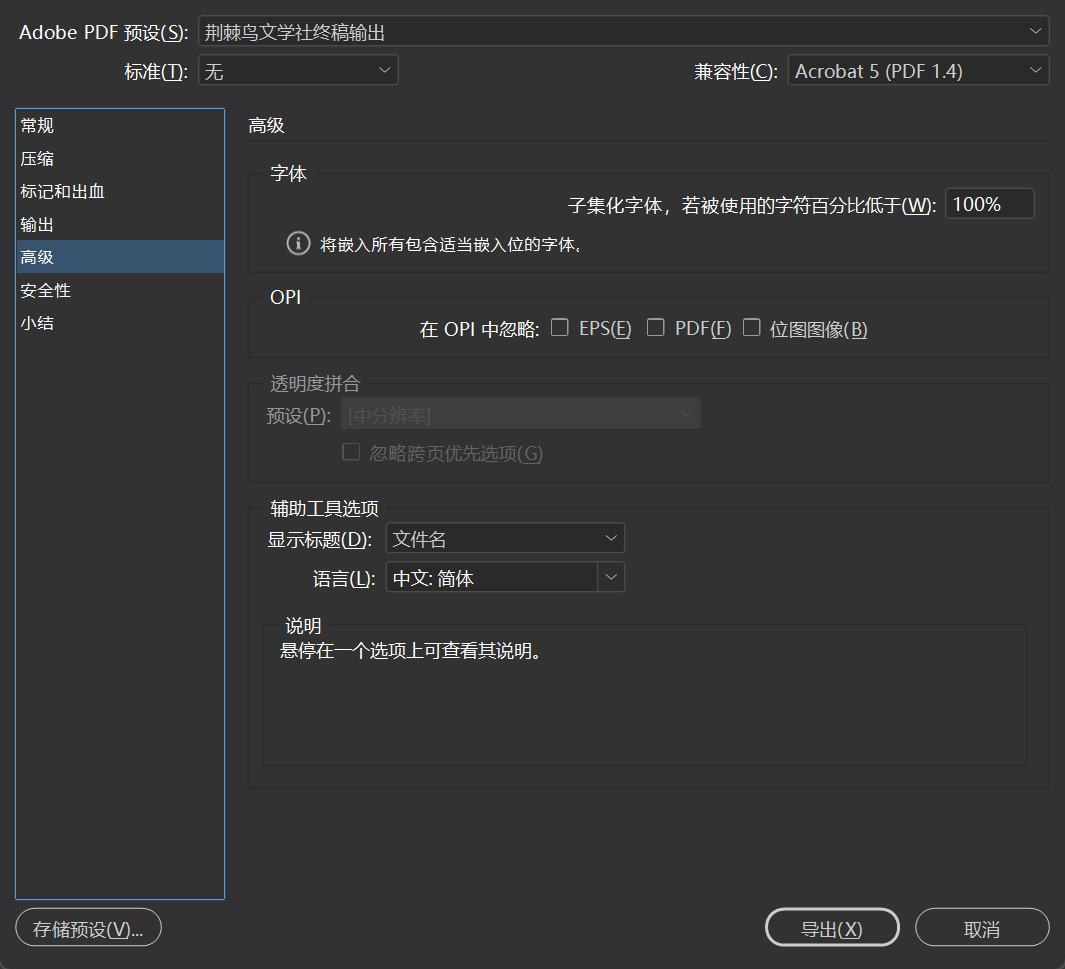 Adobe PDF 预设(S): 荆棘鸟文学社终稿输出
标准(T): 无 兼容性(C): Acrobat 5 (PDF 1.4)
常规
压缩
标记和出血
输出
高级
安全性
小结
高级
字体
子集化字体，若被使用的字符百分比低于(W): 100%
将嵌入所有包含适当嵌入位的字体。
OPI
在 OPI 中忽略: EPS(E) PDF(F) 位图图像(B)
透明度拼合
预设(P): [中分辨率]
忽略跨页优先选项(G)
辅助工具选项
显示标题(D): 文件名
语言(L): 中文: 简体
说明
悬停在一个选项上可查看其说明。
存储预设(V)... 导出(X) 取消